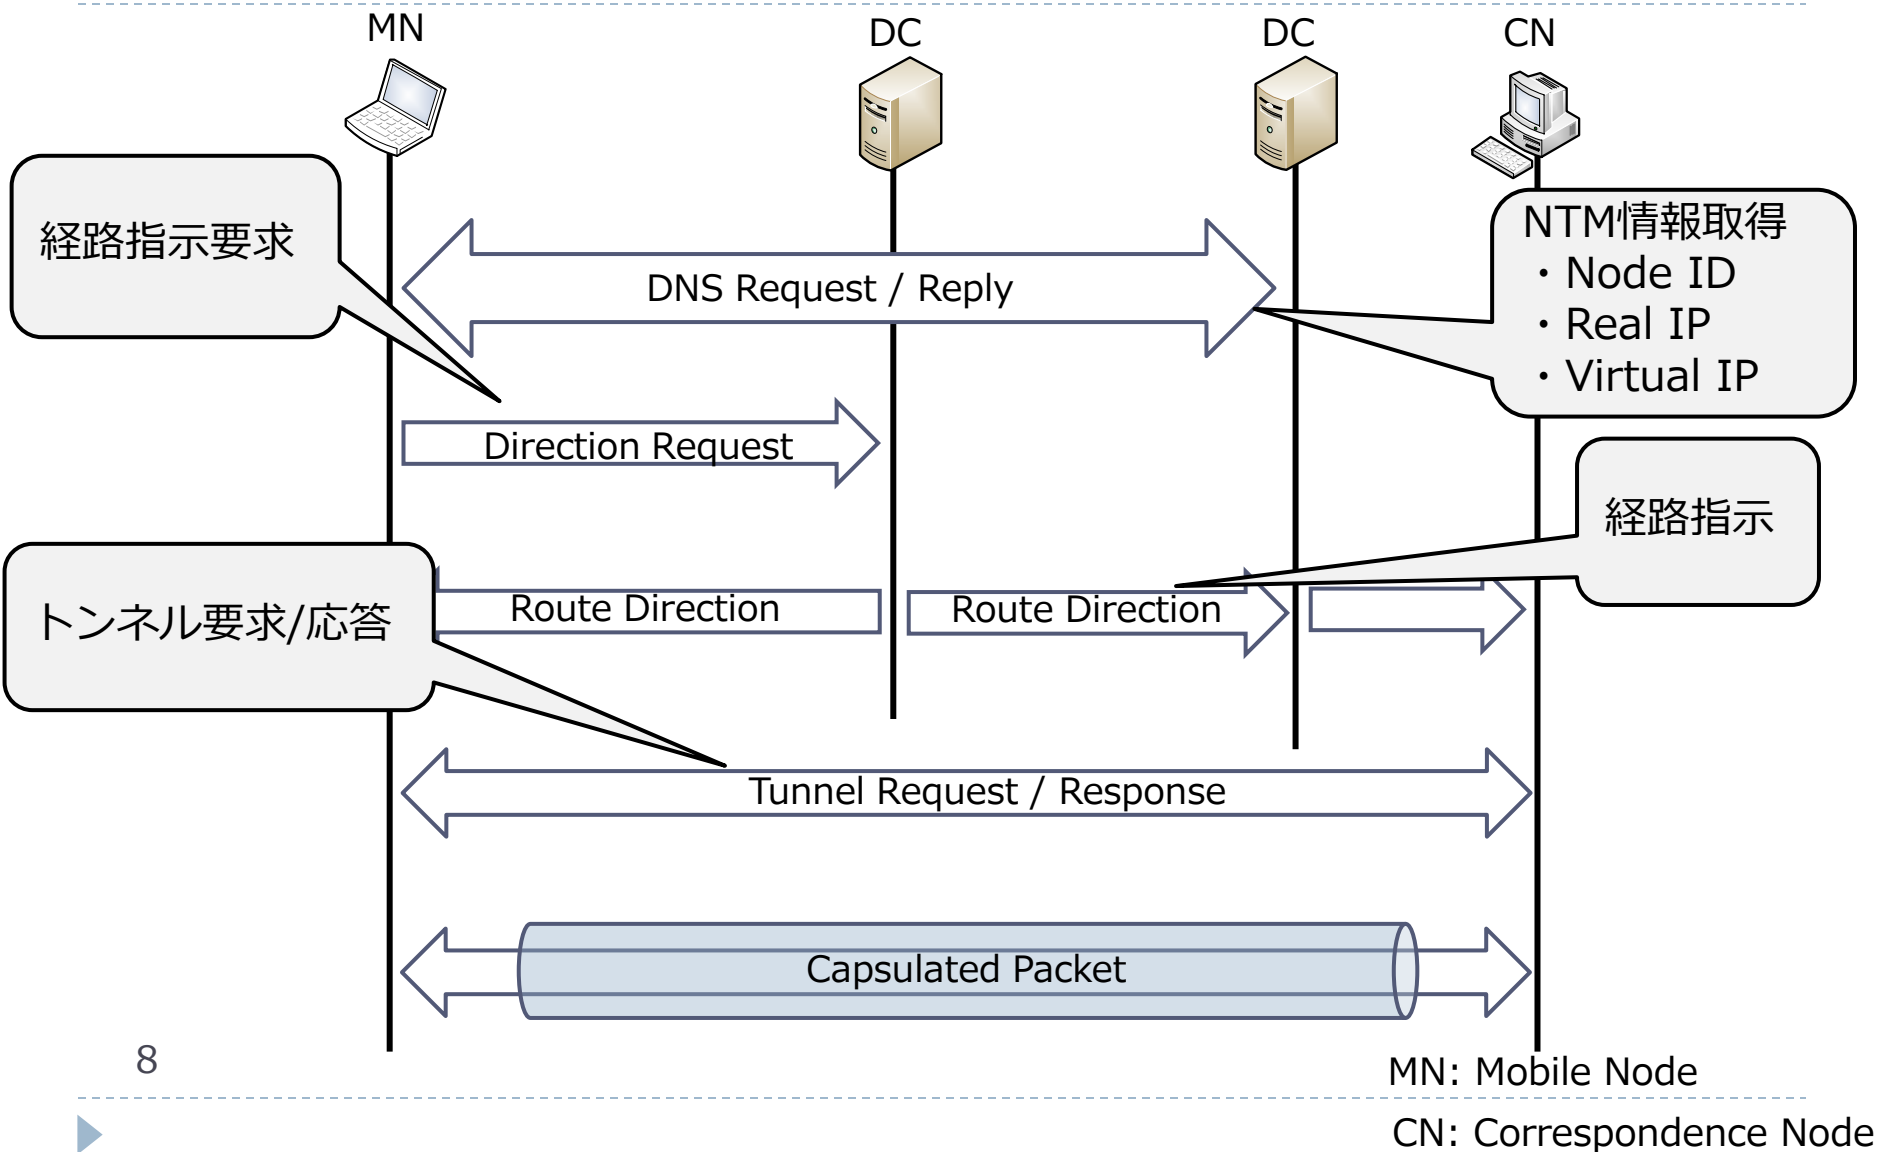 MN
DC
DC
CN
経路指示要求
NTM情報取得
・Node ID
・Real IP
・Virtual IP
DNS Request / Reply
Direction Request
経路指示
トンネル要求/応答
Route Direction
Route Direction
Tunnel Request / Response
Capsulated Packet
8
MN: Mobile Node
CN: Correspondence Node